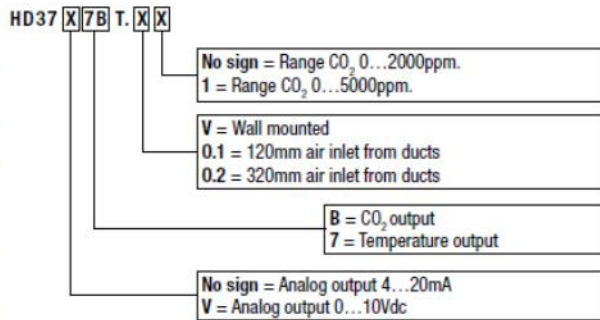 HD37 X 7B T. X X
No sign = Range CO₂ 0...2000ppm.
1 = Range CO₂ 0...5000ppm.
V = Wall mounted
0.1 = 120mm air inlet from ducts
0.2 = 320mm air inlet from ducts
B = CO₂ output
7 = Temperature output
No sign = Analog output 4...20mA
V = Analog output 0...10Vdc